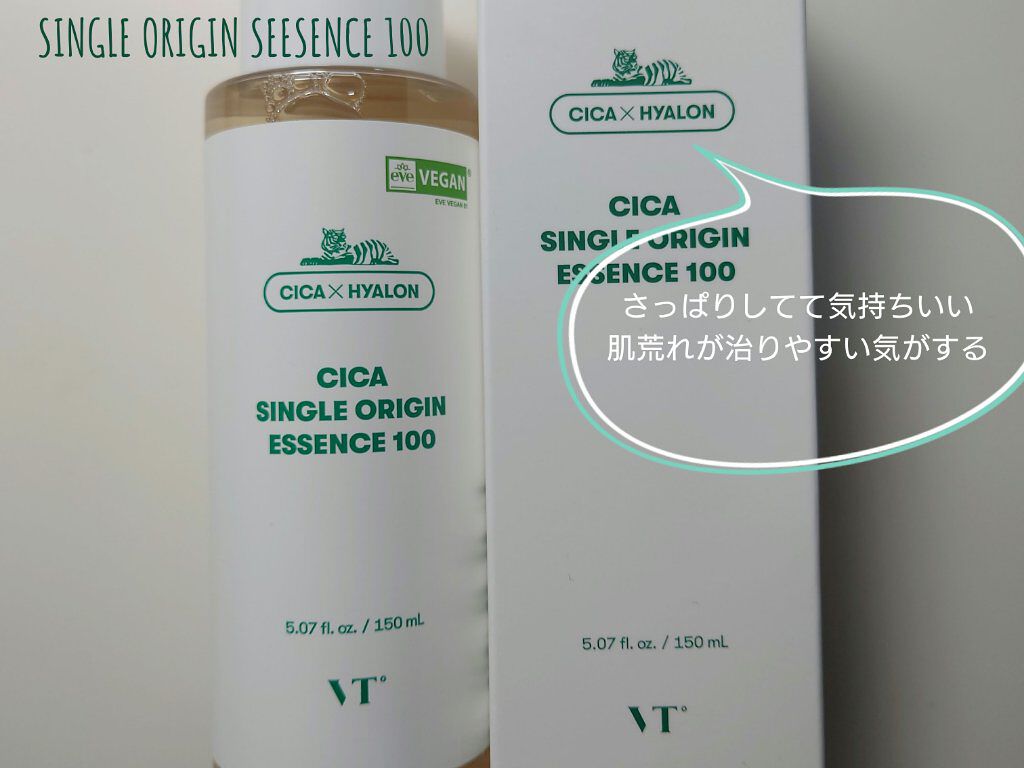 SINGLE ORIGIN SEESENCE 100
eve VEGAN
CICA×HYALON
CICA
SINGLE ORIGIN
ESSENCE 100
5.07 fl. oz. / 150 mL
VT
CICA×HYALON
CICA
SINGLE ORIGIN
ESSENCE 100
さっぱりしてて気持ちいい
肌荒れが治りやすい気がする
5.07 fl. oz. / 150 mL
VT